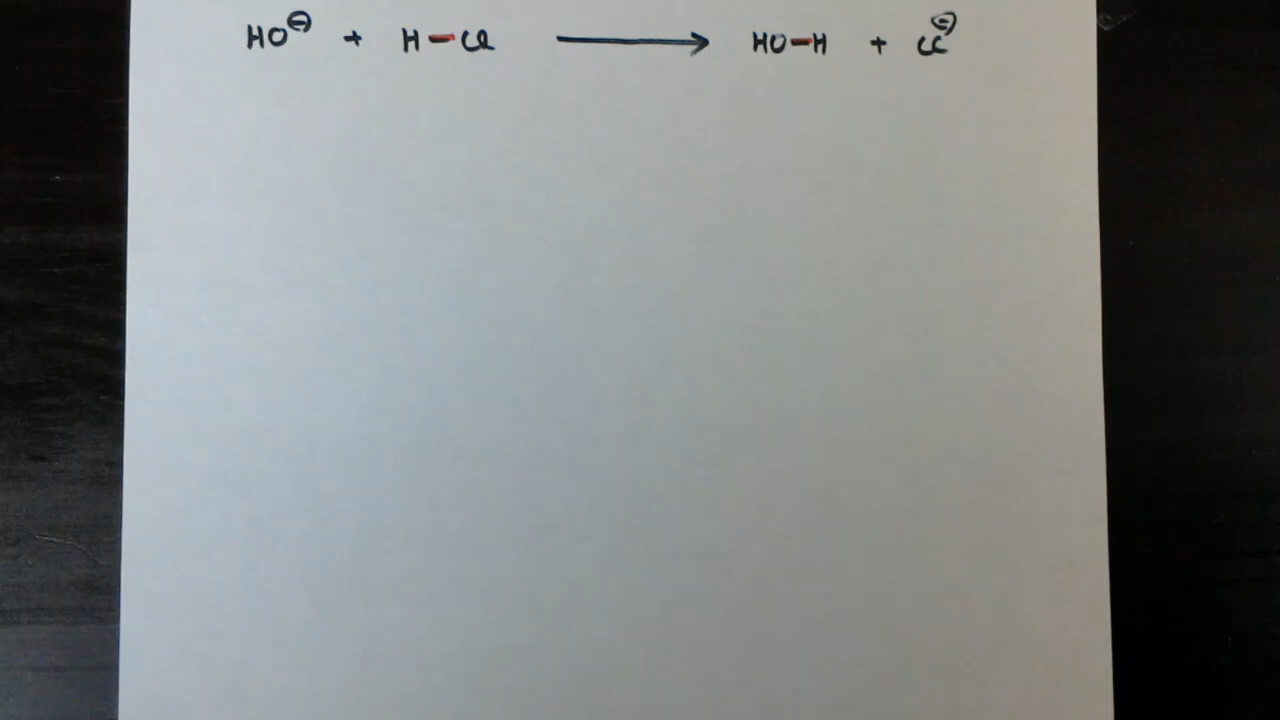 HO⊖ + H–Cl ⟶ HO–H + Cl⊖